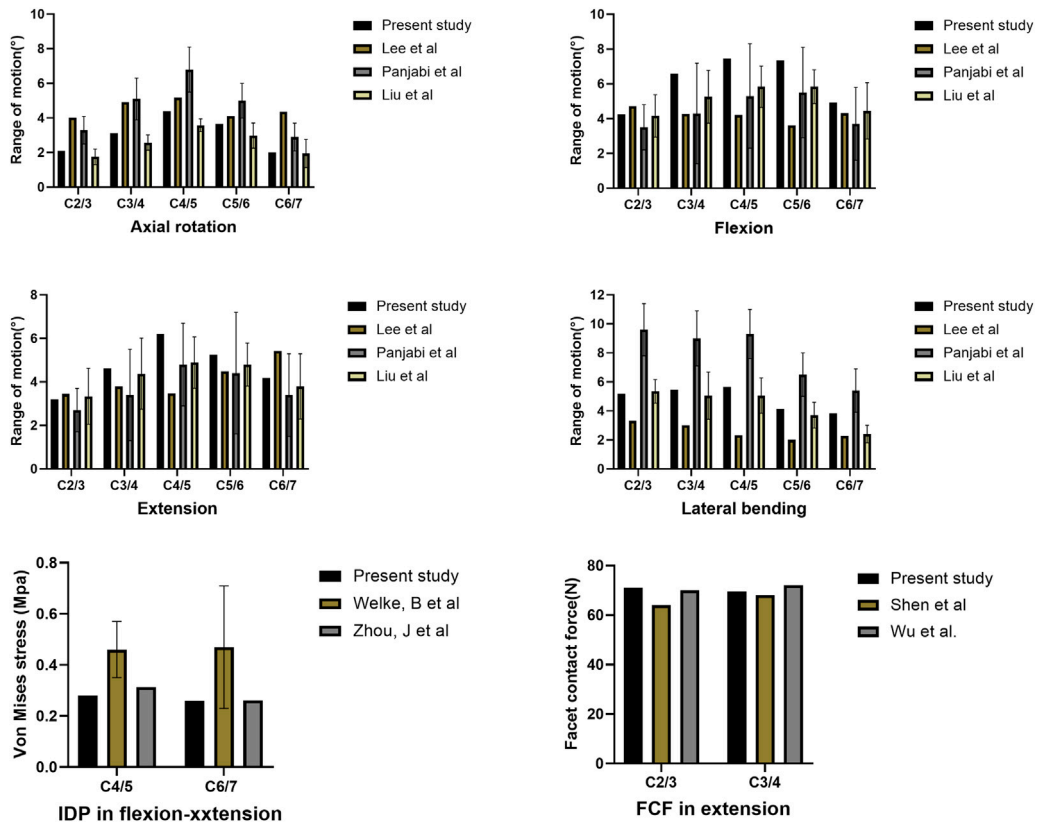 Range of motion(°)
10
8
6
4
2
0
C2/3 C3/4 C4/5 C5/6 C6/7
Axial rotation
Present study
Lee et al
Panjabi et al
Liu et al
Range of motion(°)
10
8
6
4
2
0
C2/3 C3/4 C4/5 C5/6 C6/7
Flexion
Present study
Lee et al
Panjabi et al
Liu et al
Range of motion(°)
8
6
4
2
0
C2/3 C3/4 C4/5 C5/6 C6/7
Extension
Present study
Lee et al
Panjabi et al
Liu et al
Range of motion(°)
12
10
8
6
4
2
0
C2/3 C3/4 C4/5 C5/6 C6/7
Lateral bending
Present study
Lee et al
Panjabi et al
Liu et al
Von Mises stress (Mpa)
0.8
0.6
0.4
0.2
0.0
C4/5 C6/7
IDP in flexion-xxtension
Present study
Welke, B et al
Zhou, J et al
Facet contact force(N)
80
60
40
20
0
C2/3 C3/4
FCF in extension
Present study
Shen et al
Wu et al.